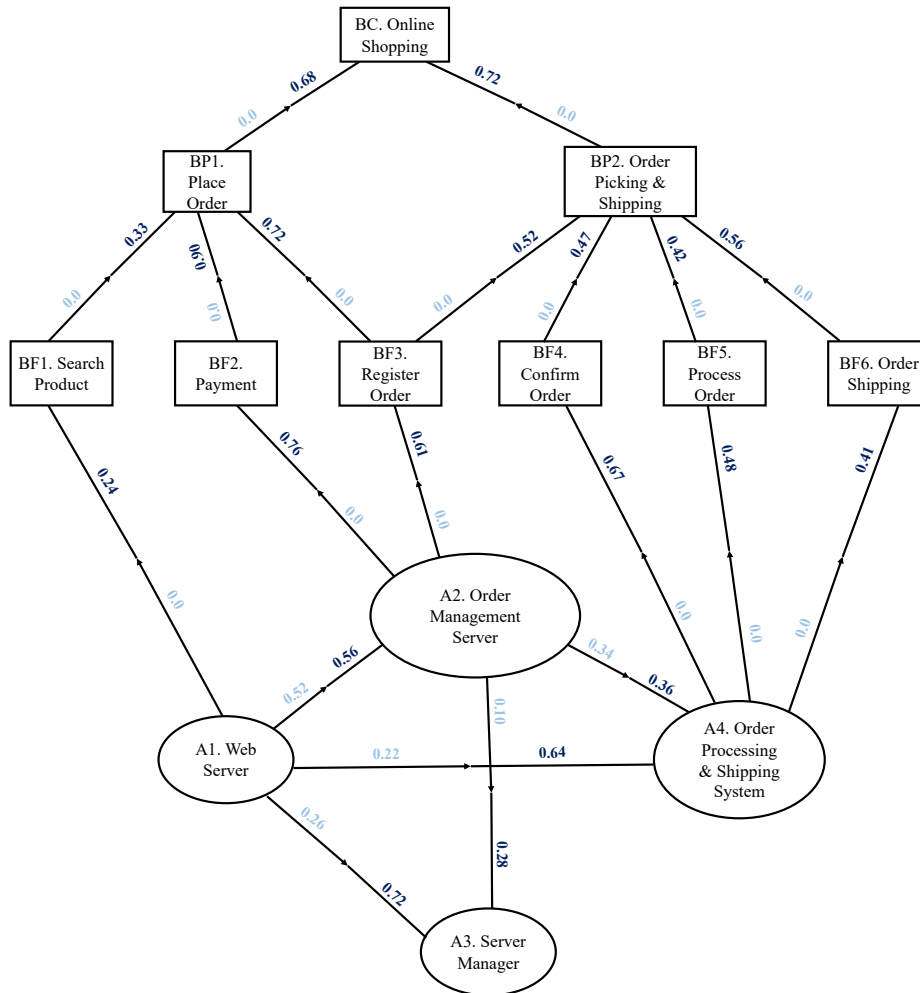 BC. Online
Shopping
0.68
0.72
0.0
0.0
BP1.
Place
Order
BP2. Order
Picking &
Shipping
0.33
0.90
0.72
0.52
0.47
0.42
0.56
0.0
0.0
0.0
0.0
0.0
0.0
0.0
BF1. Search
Product
BF2.
Payment
BF3.
Register
Order
BF4.
Confirm
Order
BF5.
Process
Order
BF6. Order
Shipping
0.24
0.76
0.61
0.67
0.48
0.41
0.0
0.0
0.0
0.0
0.0
0.0
A2. Order
Management
Server
0.52
0.56
0.34
0.36
0.10
A1. Web
Server
0.22
0.64
A4. Order
Processing
& Shipping
System
0.26
0.72
0.28
A3. Server
Manager